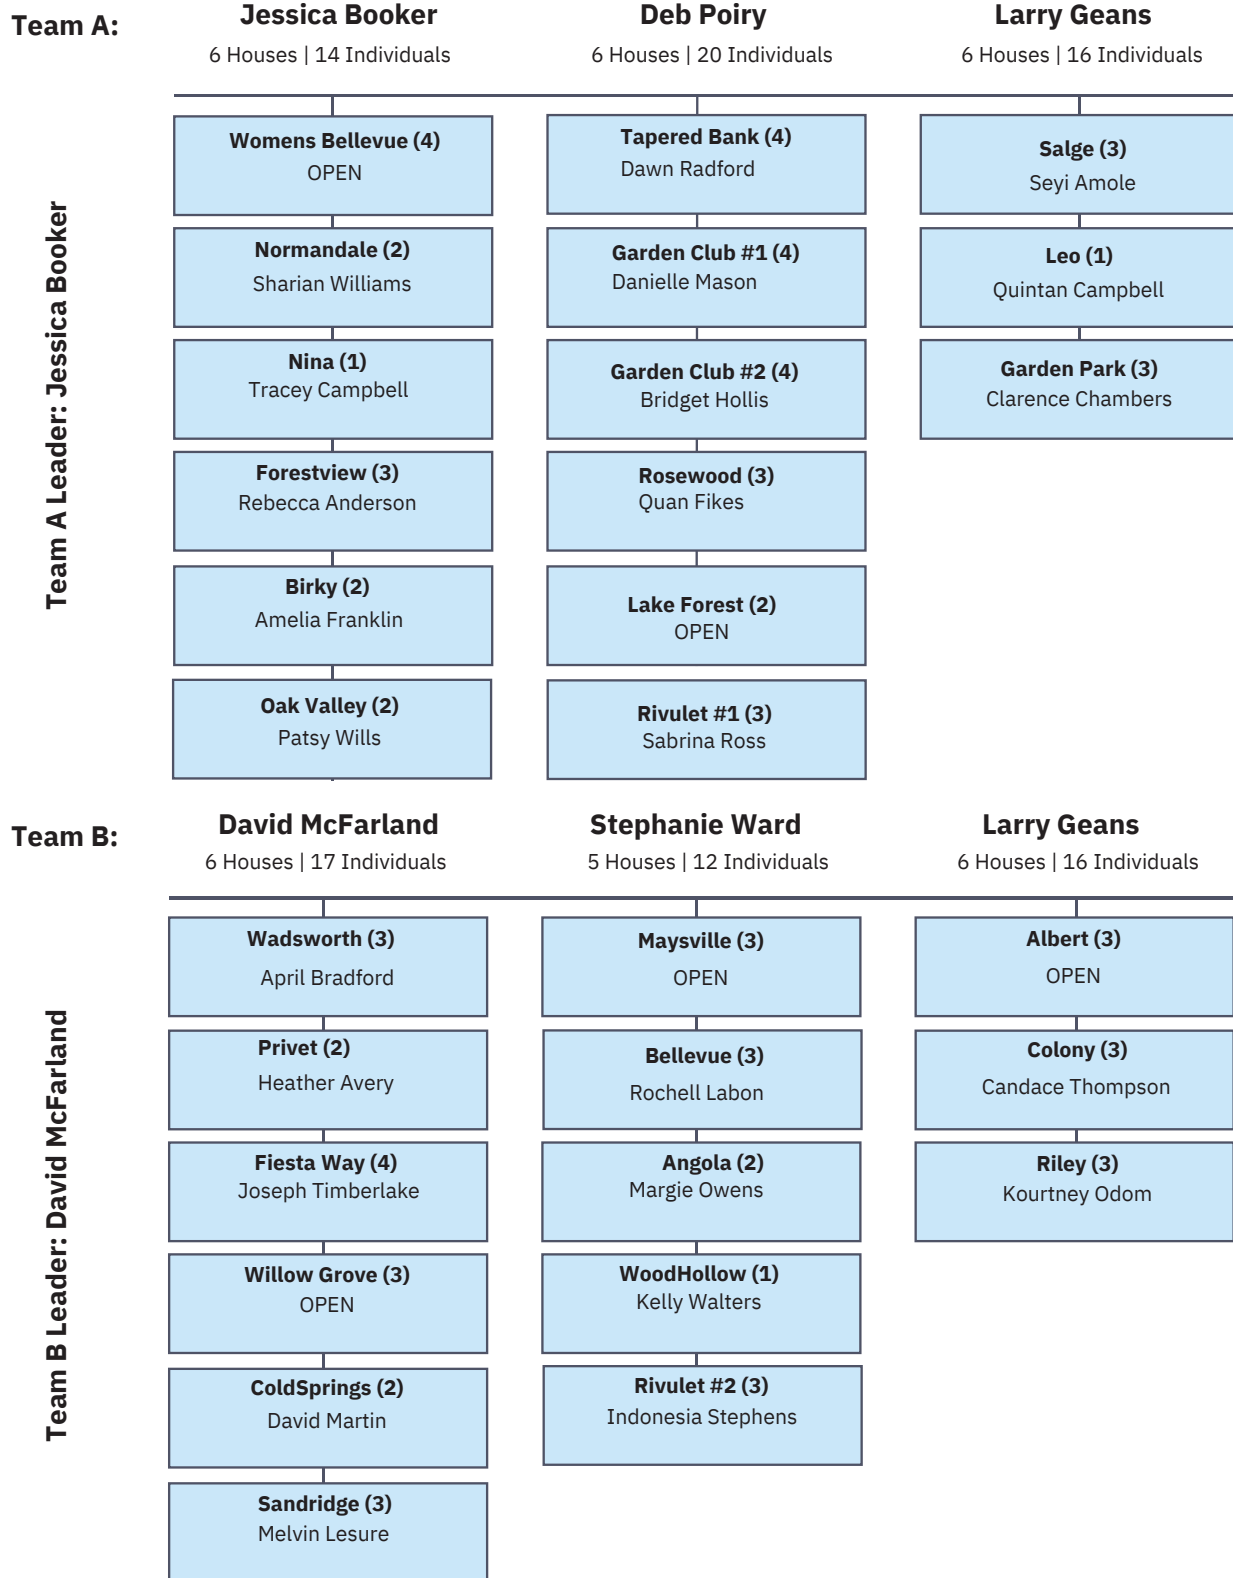 Team A:
Jessica Booker
6 Houses | 14 Individuals
Deb Poiry
6 Houses | 20 Individuals
Larry Geans
6 Houses | 16 Individuals
Team A Leader: Jessica Booker
Womens Bellevue (4)
OPEN
Normandale (2)
Sharian Williams
Nina (1)
Tracey Campbell
Forestview (3)
Rebecca Anderson
Birky (2)
Amelia Franklin
Oak Valley (2)
Patsy Wills
Tapered Bank (4)
Dawn Radford
Garden Club #1 (4)
Danielle Mason
Garden Club #2 (4)
Bridget Hollis
Rosewood (3)
Quan Fikes
Lake Forest (2)
OPEN
Rivulet #1 (3)
Sabrina Ross
Salge (3)
Seyi Amole
Leo (1)
Quintan Campbell
Garden Park (3)
Clarence Chambers
Team B:
David McFarland
6 Houses | 17 Individuals
Stephanie Ward
5 Houses | 12 Individuals
Larry Geans
6 Houses | 16 Individuals
Team B Leader: David McFarland
Wadsworth (3)
April Bradford
Privet (2)
Heather Avery
Fiesta Way (4)
Joseph Timberlake
Willow Grove (3)
OPEN
ColdSprings (2)
David Martin
Sandridge (3)
Melvin Lesure
Maysville (3)
OPEN
Bellevue (3)
Rochell Labon
Angola (2)
Margie Owens
WoodHollow (1)
Kelly Walters
Rivulet #2 (3)
Indonesia Stephens
Albert (3)
OPEN
Colony (3)
Candace Thompson
Riley (3)
Kourtney Odom